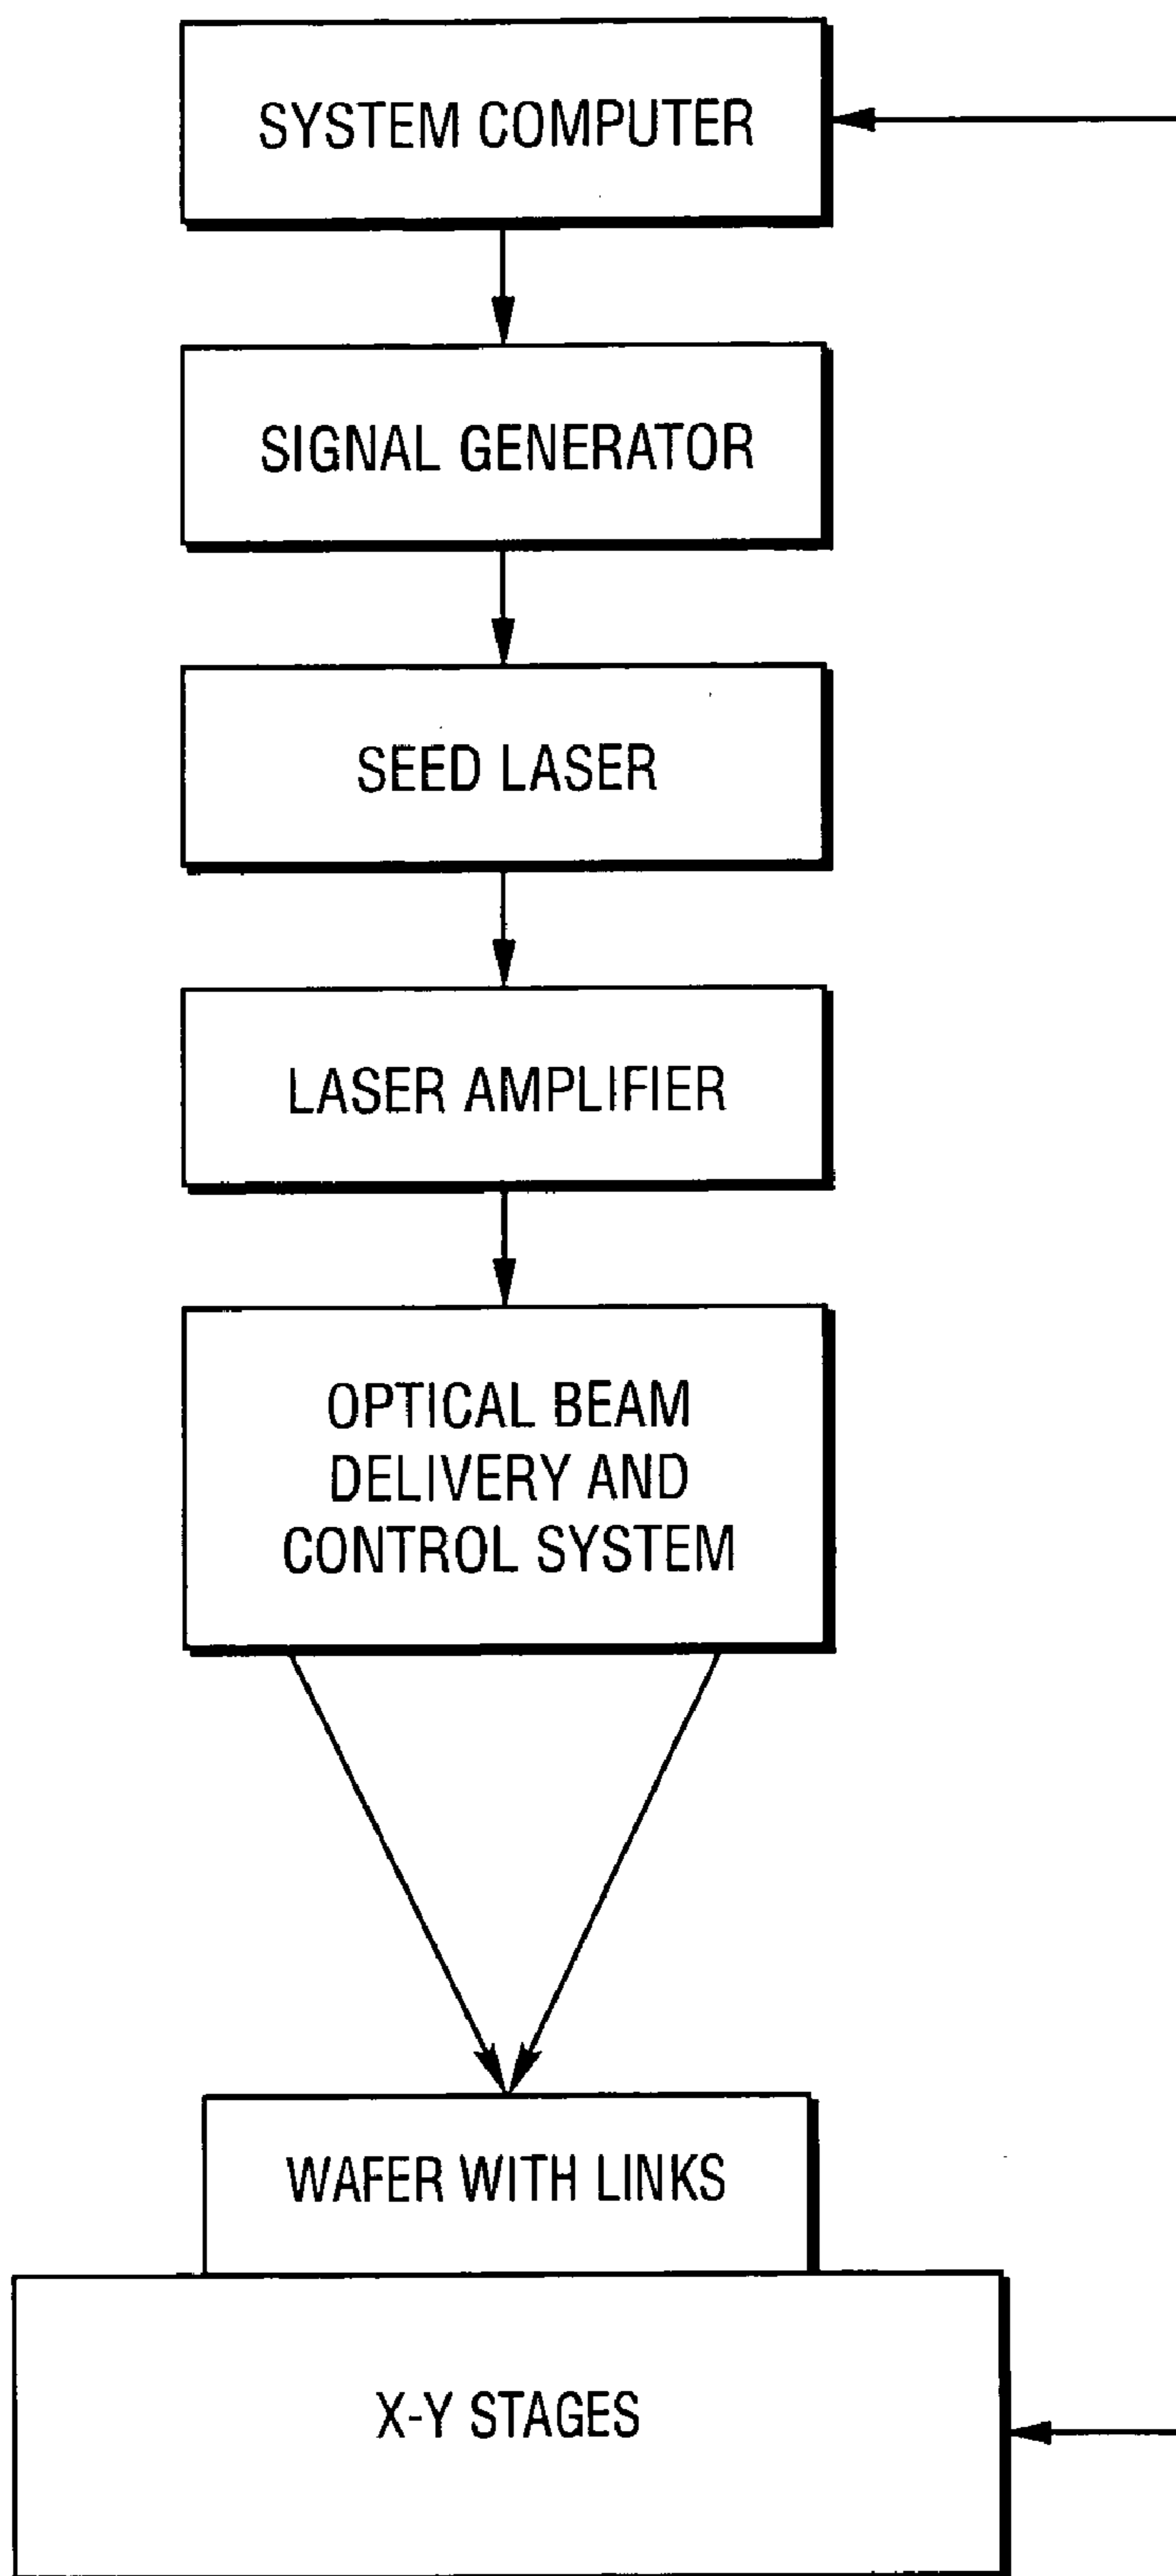 SYSTEM COMPUTER
SIGNAL GENERATOR
SEED LASER
LASER AMPLIFIER
OPTICAL BEAM
DELIVERY AND
CONTROL SYSTEM
WAFER WITH LINKS
X-Y STAGES